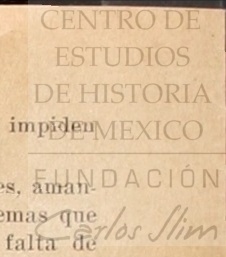 CENTRO DE
ESTUDIOS
DE HISTORIA
DE MEXICO
FUNDACIÓN
Carlos Slim
impiden
es, aman-
emas que
falta de